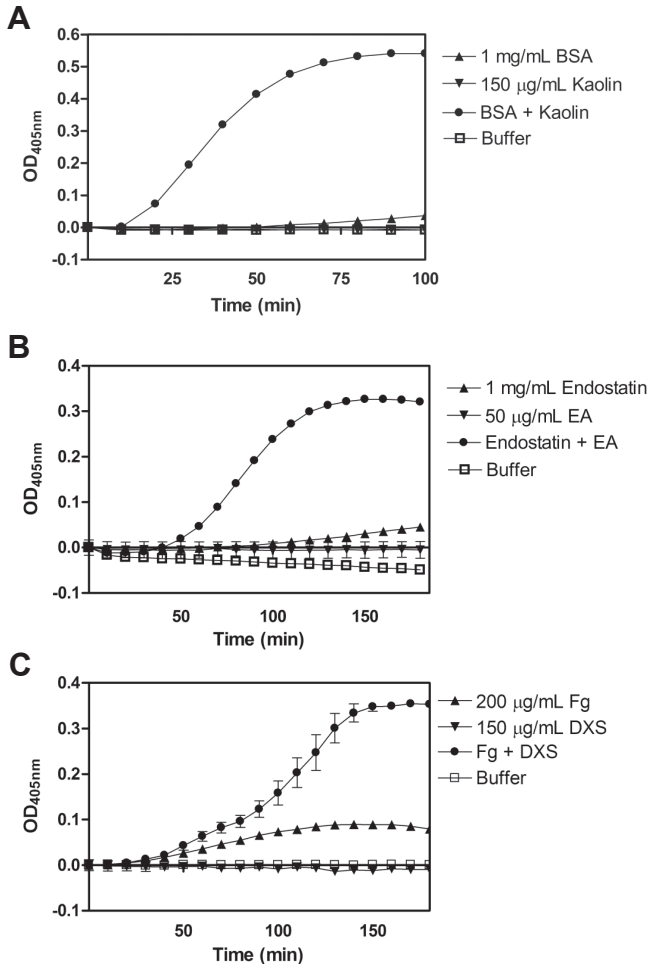 A
0.6
0.5
0.4
0.3
0.2
0.1
0.0
-0.1
OD405nm
25
50
75
100
Time (min)
1 mg/mL BSA
150 μg/mL Kaolin
BSA + Kaolin
Buffer
B
0.4
0.3
0.2
0.1
0.0
-0.1
OD405nm
50
100
150
Time (min)
1 mg/mL Endostatin
50 μg/mL EA
Endostatin + EA
Buffer
C
0.4
0.3
0.2
0.1
0.0
-0.1
OD405nm
50
100
150
Time (min)
200 μg/mL Fg
150 μg/mL DXS
Fg + DXS
Buffer